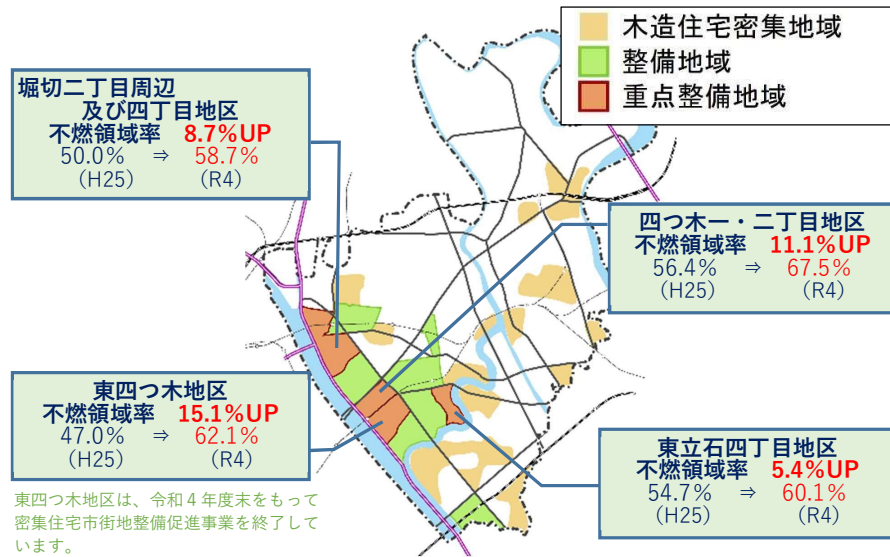 木造住宅密集地域
整備地域
重点整備地域
堀切二丁目周辺
及び四丁目地区
不燃領域率 8.7%UP
50.0% ⇒ 58.7%
(H25) (R4)
四つ木一・二丁目地区
不燃領域率 11.1%UP
56.4% ⇒ 67.5%
(H25) (R4)
東四つ木地区
不燃領域率 15.1%UP
47.0% ⇒ 62.1%
(H25) (R4)
東立石四丁目地区
不燃領域率 5.4%UP
54.7% ⇒ 60.1%
(H25) (R4)
東四つ木地区は、令和4年度末をもって
密集住宅市街地整備促進事業を終了して
います。